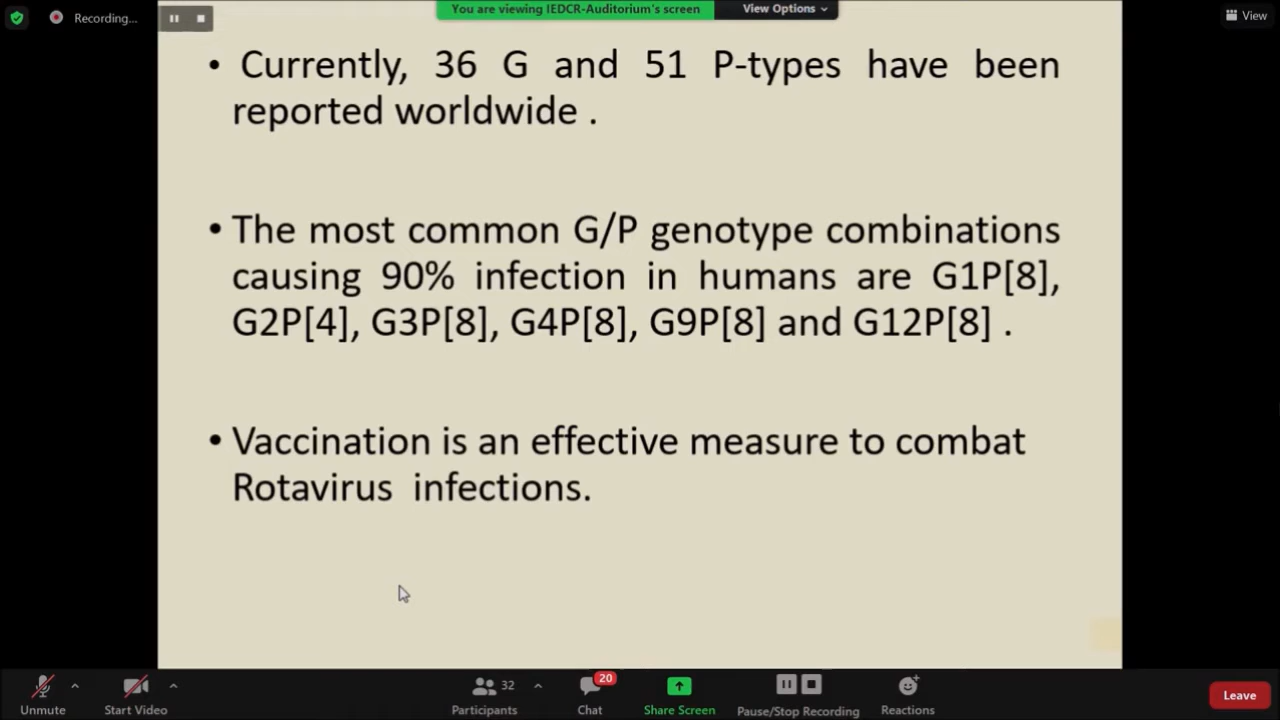 Recording...
You are viewing IEDCR-Auditorium's screen
View Options
View
• Currently, 36 G and 51 P-types have been
reported worldwide .
• The most common G/P genotype combinations
causing 90% infection in humans are G1P[8],
G2P[4], G3P[8], G4P[8], G9P[8] and G12P[8] .
• Vaccination is an effective measure to combat
Rotavirus infections.
Unmute
Start Video
32
Participants
20
Chat
Share Screen
Pause/Stop Recording
Reactions
Leave